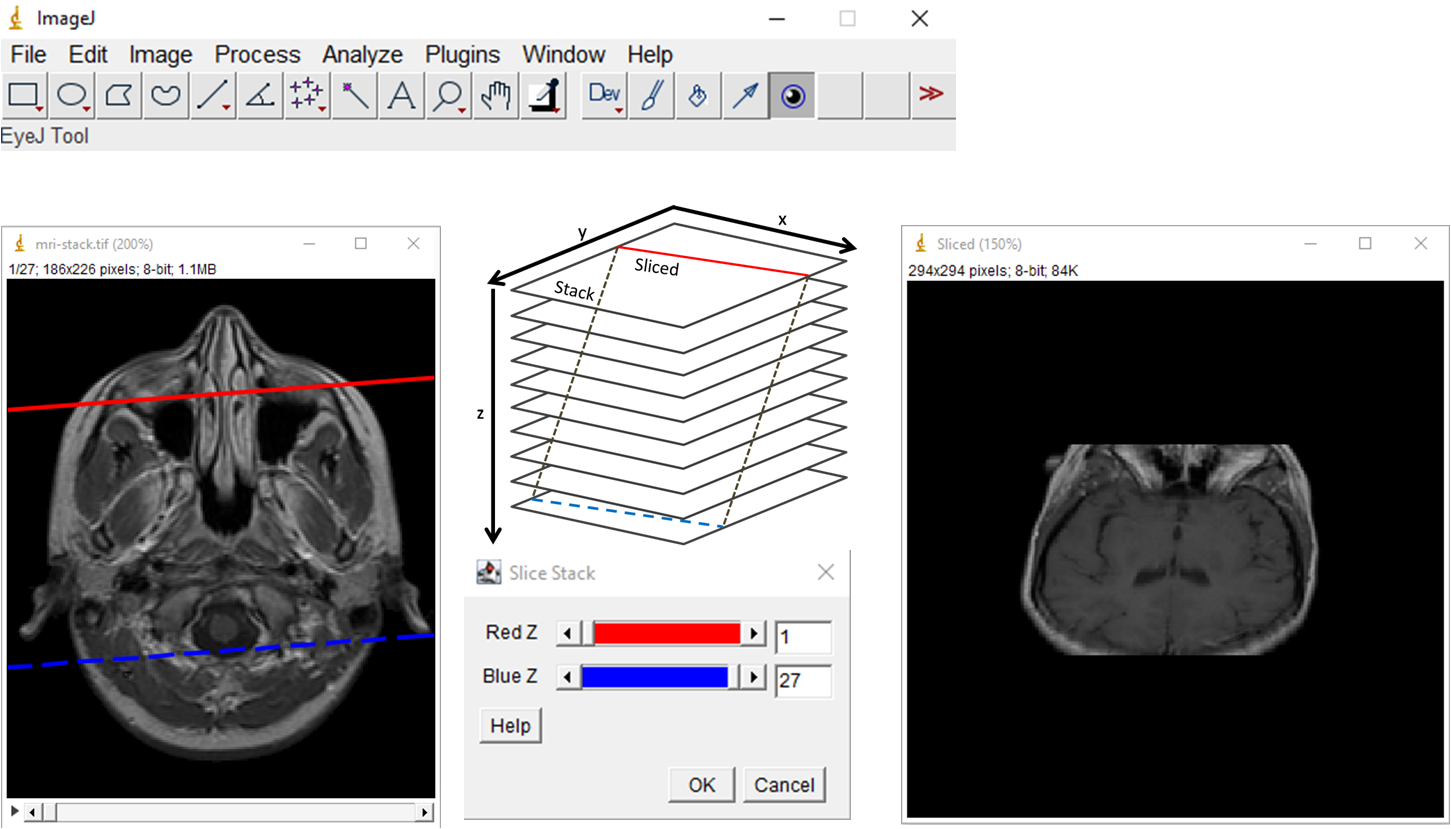 ImageJ
File Edit Image Process Analyze Plugins Window Help
A Dev >>
EyeJ Tool
mri-stack.tif (200%)
1/27; 186x226 pixels; 8-bit; 1.1MB
y x
Sliced
Stack
z
Slice Stack
Red Z 1
Blue Z 27
Help
OK Cancel
Sliced (150%)
294x294 pixels; 8-bit; 84K